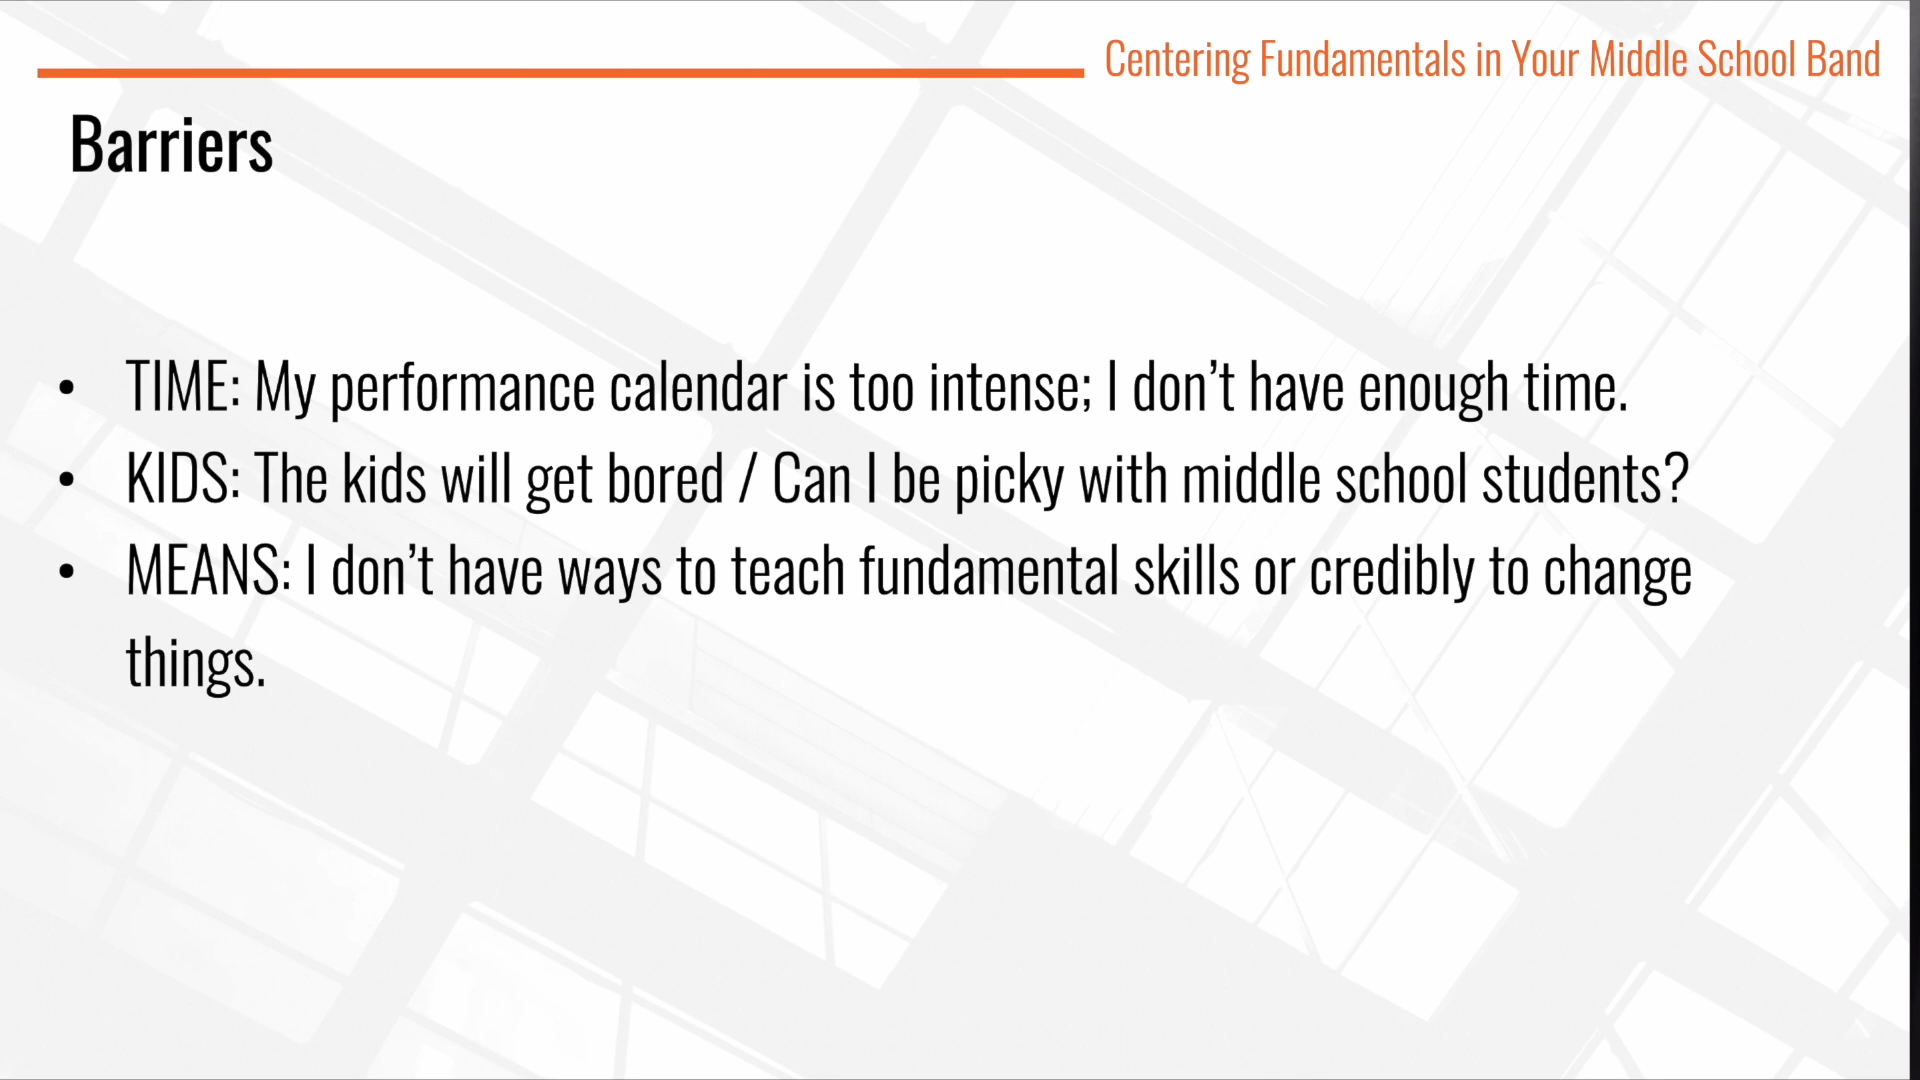 Centering Fundamentals in Your Middle School Band
Barriers
• TIME: My performance calendar is too intense; I don’t have enough time.
• KIDS: The kids will get bored / Can I be picky with middle school students?
• MEANS: I don’t have ways to teach fundamental skills or credibly to change
things.